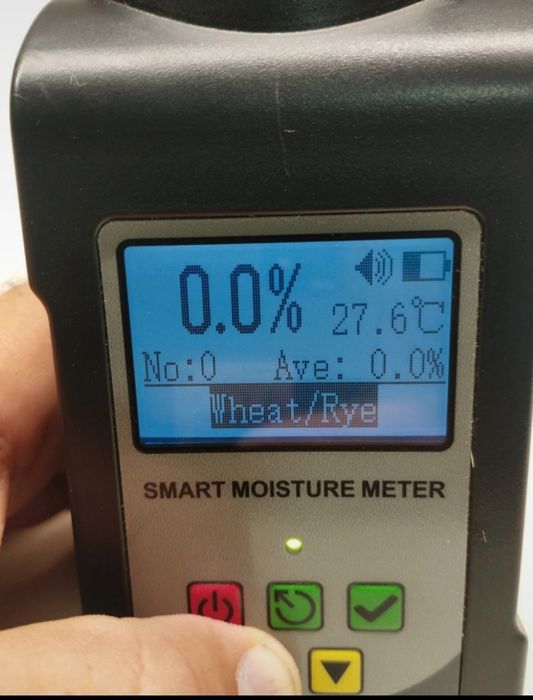 0.0%
27.6℃
No:0 Ave: 0.0%
Wheat/Rye
SMART MOISTURE METER